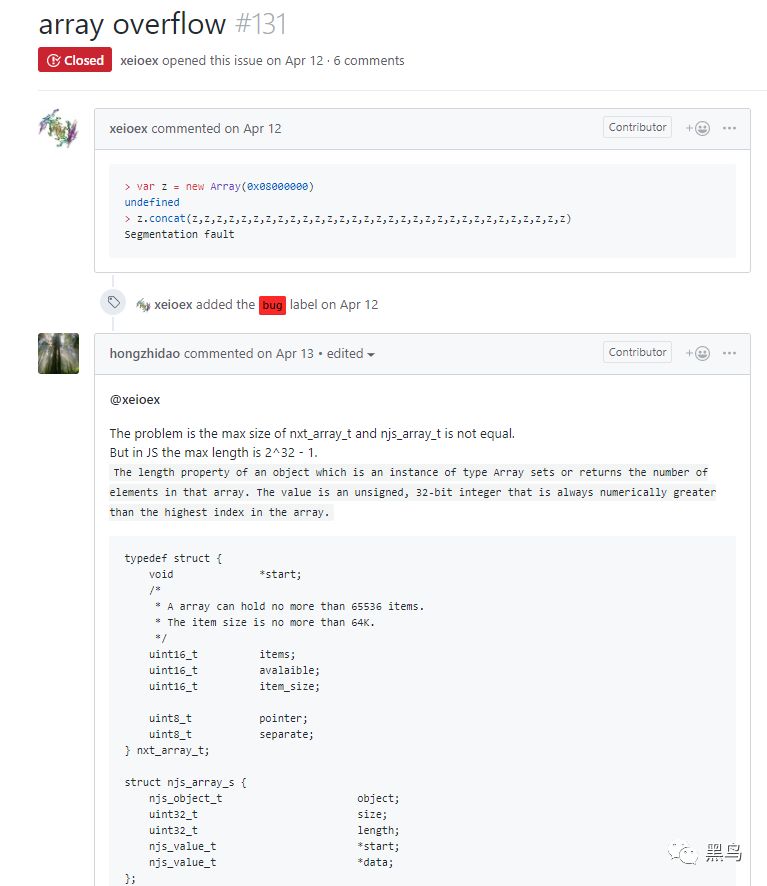 array overflow #131
Closed xeioex opened this issue on Apr 12 · 6 comments
xeioex commented on Apr 12
Contributor
> var z = new Array(0x08000000)
undefined
> z.concat(z,z,z,z,z,z,z,z,z,z,z,z,z,z,z,z,z,z,z,z,z,z,z,z,z,z,z,z,z,z,z)
Segmentation fault
xeioex added the bug label on Apr 12
hongzhidao commented on Apr 13 • edited
Contributor
@xeioex
The problem is the max size of nxt_array_t and njs_array_t is not equal.
But in JS the max length is 2^32 - 1.
The length property of an object which is an instance of type Array sets or returns the number of
elements in that array. The value is an unsigned, 32-bit integer that is always numerically greater
than the highest index in the array.
typedef struct {
void *start;
/*
* A array can hold no more than 65536 items.
* The item size is no more than 64K.
*/
uint16_t items;
uint16_t avalaible;
uint16_t item_size;
uint8_t pointer;
uint8_t separate;
} nxt_array_t;
struct njs_array_s {
njs_object_t object;
uint32_t size;
uint32_t length;
njs_value_t *start;
njs_value_t *data;
};
黑鸟